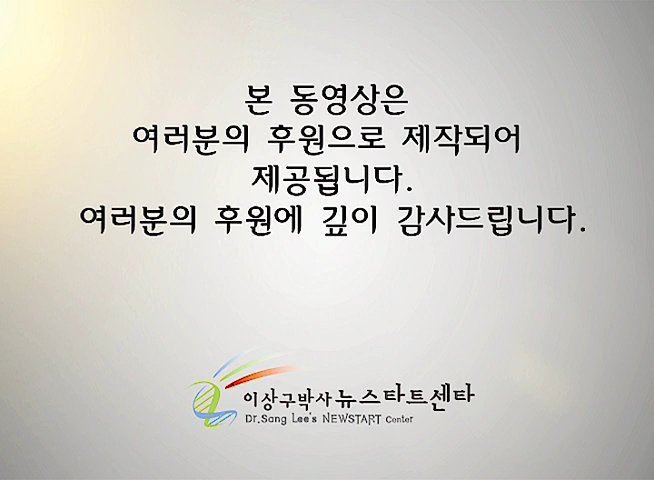 본 동영상은
여러분의 후원으로 제작되어
제공됩니다.
여러분의 후원에 깊이 감사드립니다.
이상구박사 뉴스타트센타
Dr.Sang Lee's NEWSTART Center